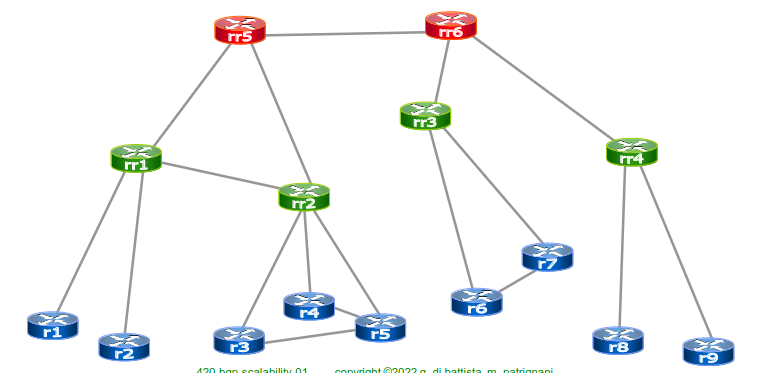 rr5
rr6
rr3
rr1
rr4
rr2
r7
r6
r4
r1
r5
r2
r3
r8
r9
420-bgp-scalability-01 copyright ©2022 g. di battista, m. patrignani